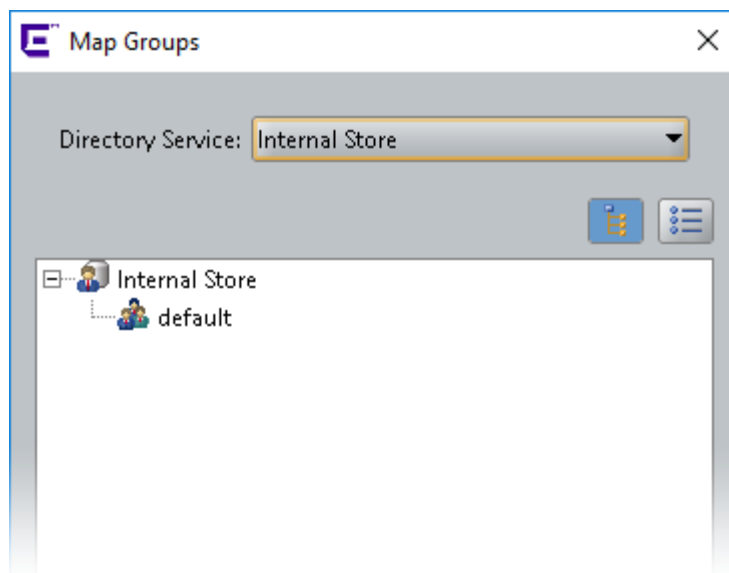 Map Groups
Directory Service: Internal Store
Internal Store
default